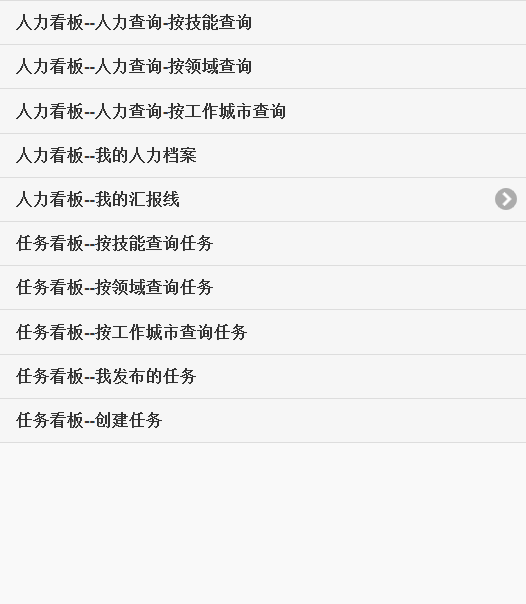 人力看板--人力查询-按技能查询
人力看板--人力查询-按领域查询
人力看板--人力查询-按工作城市查询
人力看板--我的人力档案
人力看板--我的汇报线
任务看板--按技能查询任务
任务看板--按领域查询任务
任务看板--按工作城市查询任务
任务看板--我发布的任务
任务看板--创建任务